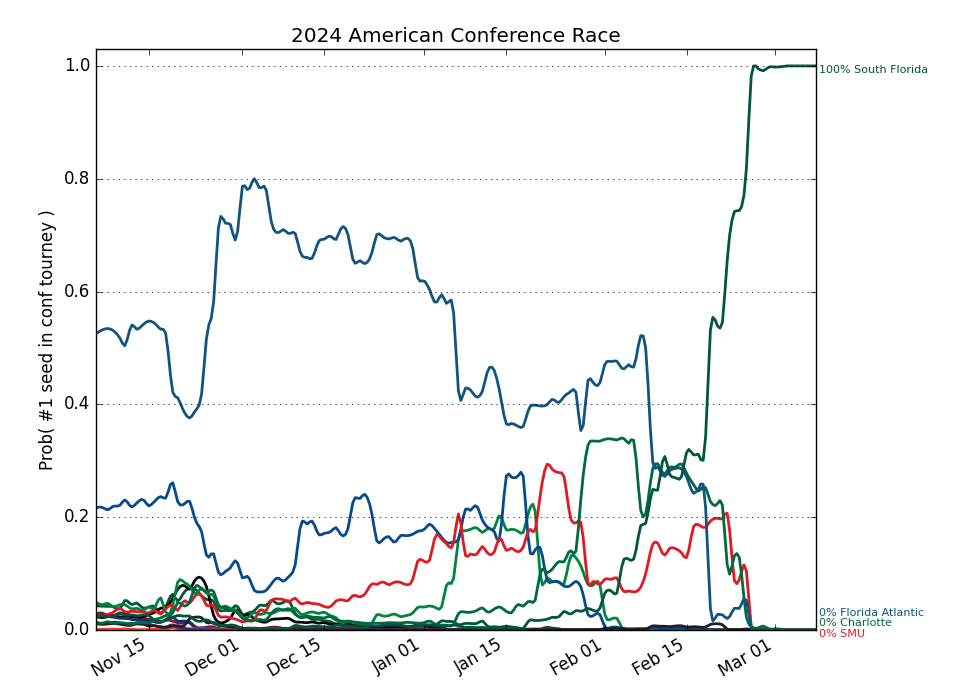 2024 American Conference Race
Prob( #1 seed in conf tourney )
1.0
0.8
0.6
0.4
0.2
0.0
100% South Florida
0% Florida Atlantic
0% Charlotte
0% SMU
Nov 15
Dec 01
Dec 15
Jan 01
Jan 15
Feb 01
Feb 15
Mar 01